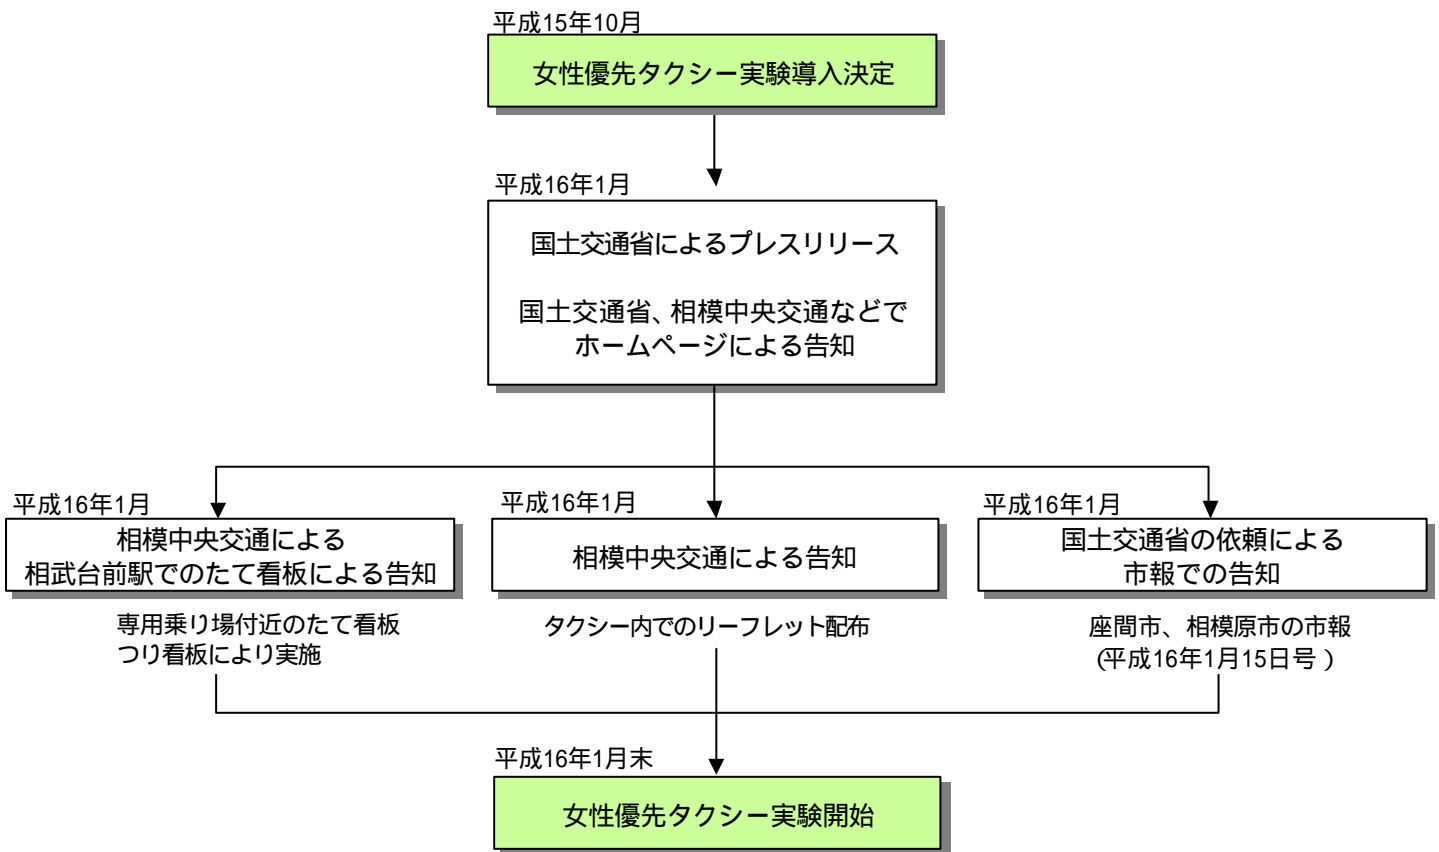 平成15年10月
女性優先タクシー実験導入決定
平成16年1月
国土交通省によるプレスリリース
国土交通省、相模中央交通などで
ホームページによる告知
平成16年1月
相模中央交通による
相武台前駅でのたて看板による告知
専用乗り場付近のたて看板
つり看板により実施
平成16年1月
相模中央交通による告知
タクシー内でのリーフレット配布
平成16年1月
国土交通省の依頼による
市報での告知
座間市、相模原市の市報
(平成16年1月15日号)
平成16年1月末
女性優先タクシー実験開始